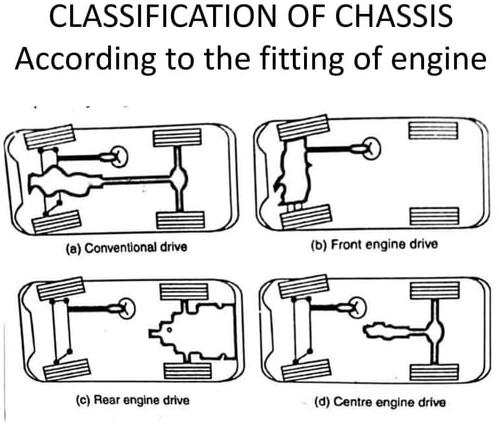 CLASSIFICATION OF CHASSIS
According to the fitting of engine
(a) Conventional drive
(b) Front engine drive
(c) Rear engine drive
(d) Centre engine drive